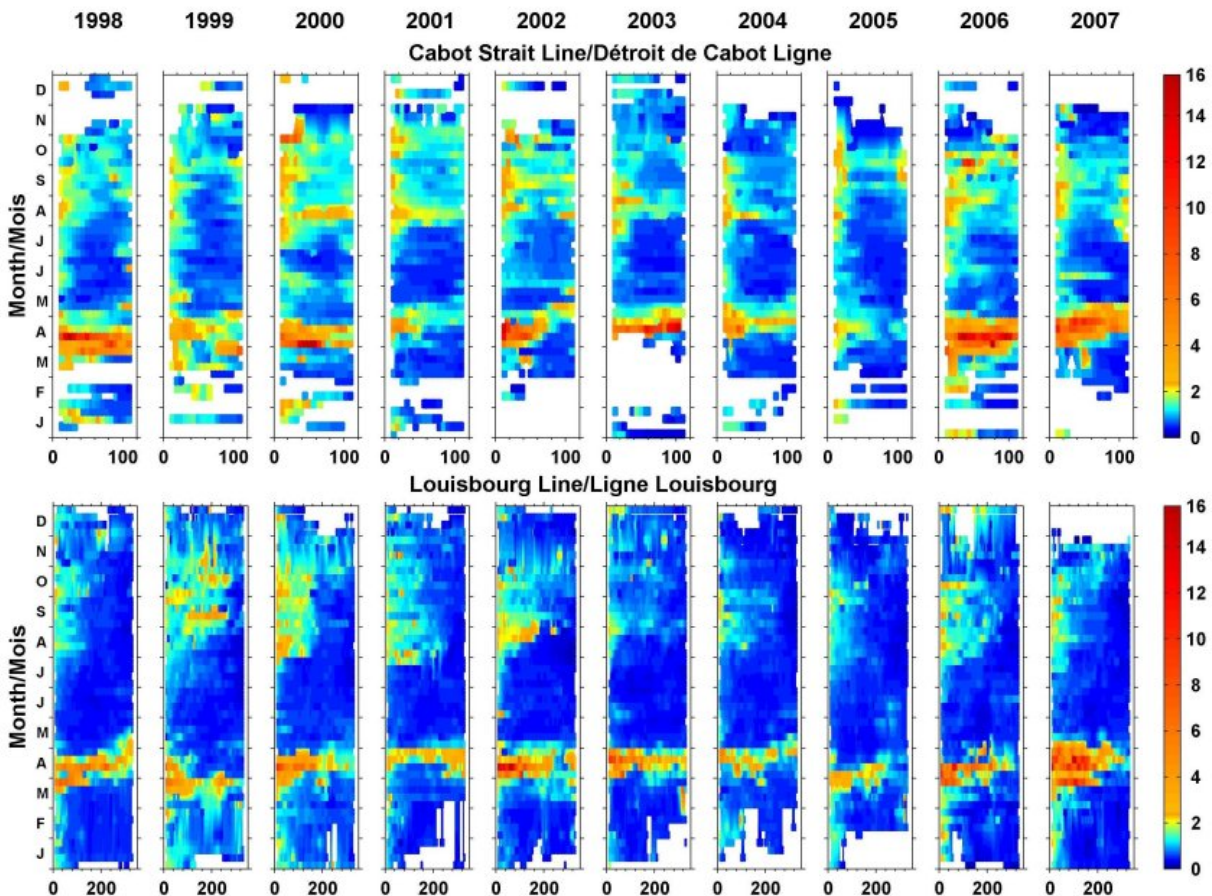 1998 1999 2000 2001 2002 2003 2004 2005 2006 2007
Cabot Strait Line/Détroit de Cabot Ligne
Month/Mois
D
N
O
S
A
J
J
M
A
M
F
J
0 100 0 100 0 100 0 100 0 100 0 100 0 100 0 100 0 100 0 100
16
14
12
10
8
6
4
2
0
Louisbourg Line/Ligne Louisbourg
Month/Mois
D
N
O
S
A
J
J
M
A
M
F
J
0 200 0 200 0 200 0 200 0 200 0 200 0 200 0 200 0 200 0 200
16
14
12
10
8
6
4
2
0